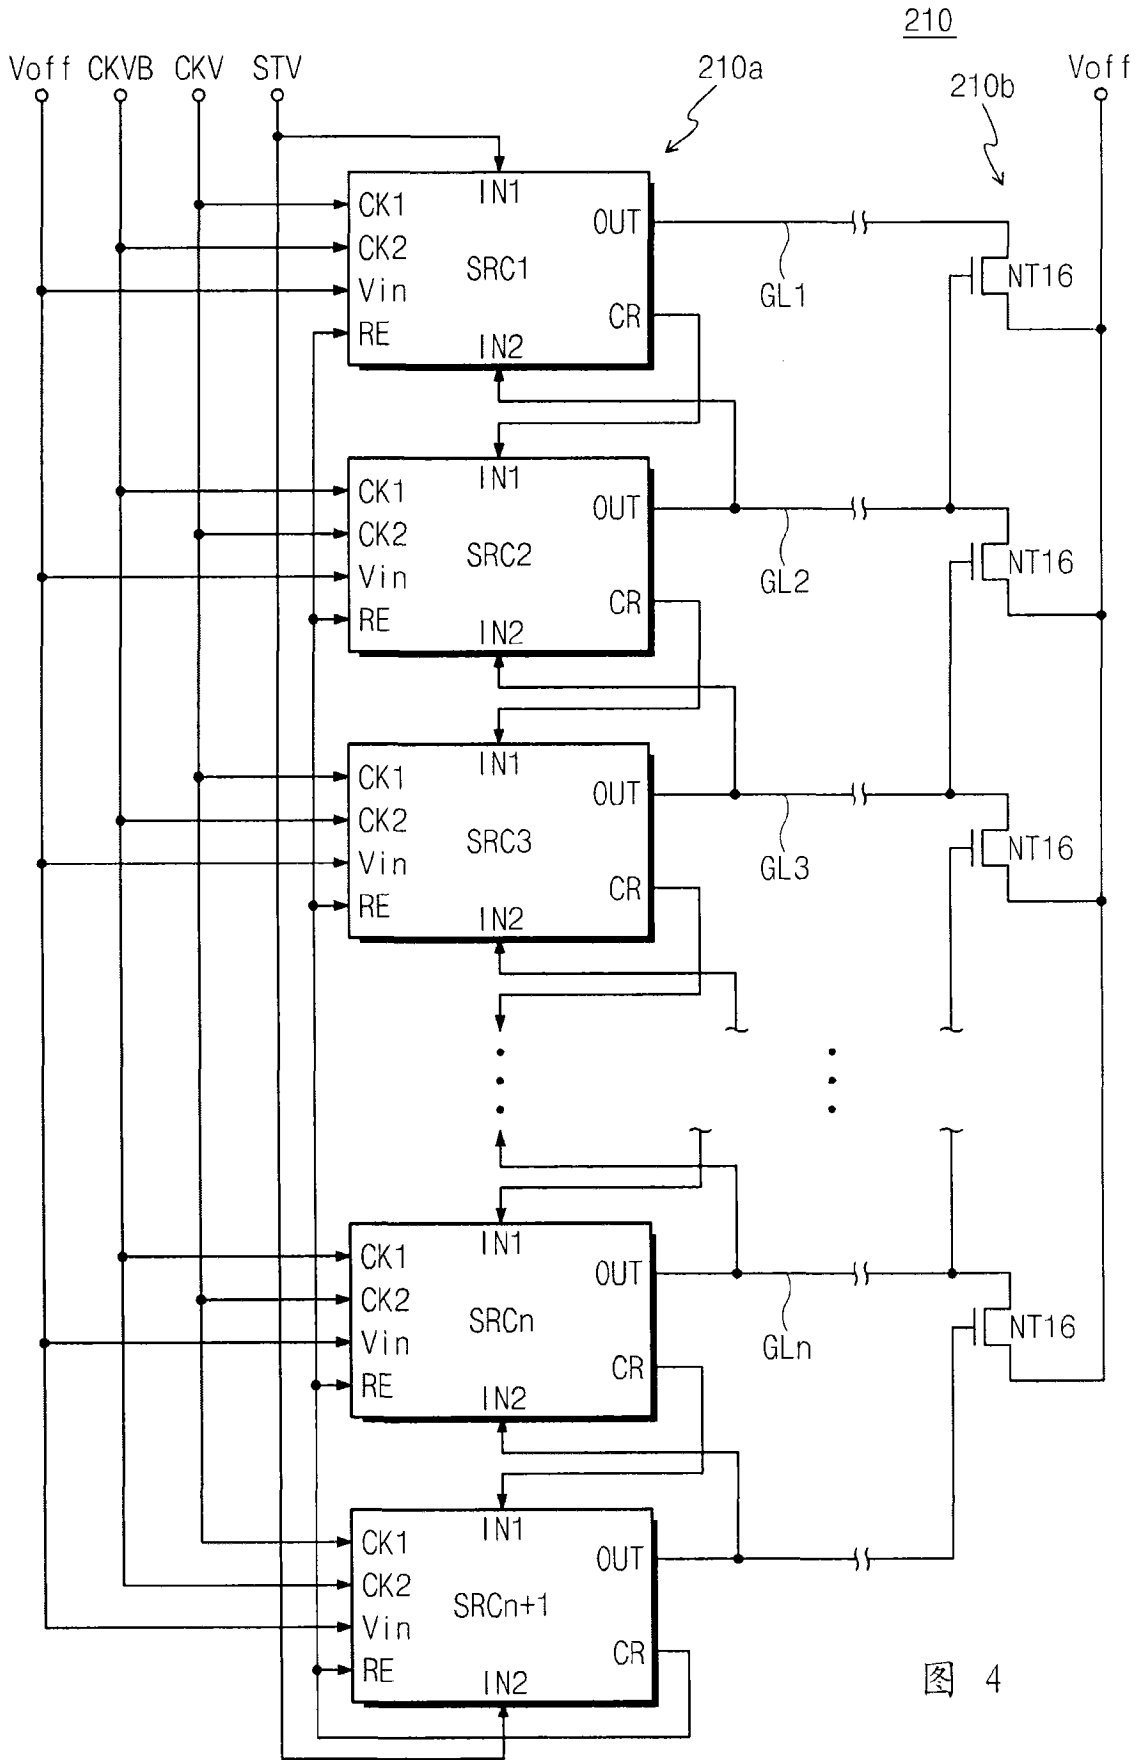 210
Voff CKVB CKV STV 210a 210b Voff
IN1
CK1
OUT
CK2
SRC1
NT16
Vin
GL1
CR
RE
IN2
IN1
CK1
OUT
CK2
SRC2
NT16
Vin
GL2
CR
RE
IN2
IN1
CK1
OUT
CK2
SRC3
NT16
Vin
GL3
CR
RE
IN2
IN1
CK1
OUT
CK2
SRCn
NT16
Vin
GLn
CR
RE
IN2
IN1
CK1
OUT
CK2
SRCn+1
Vin
CR
RE
IN2
图 4